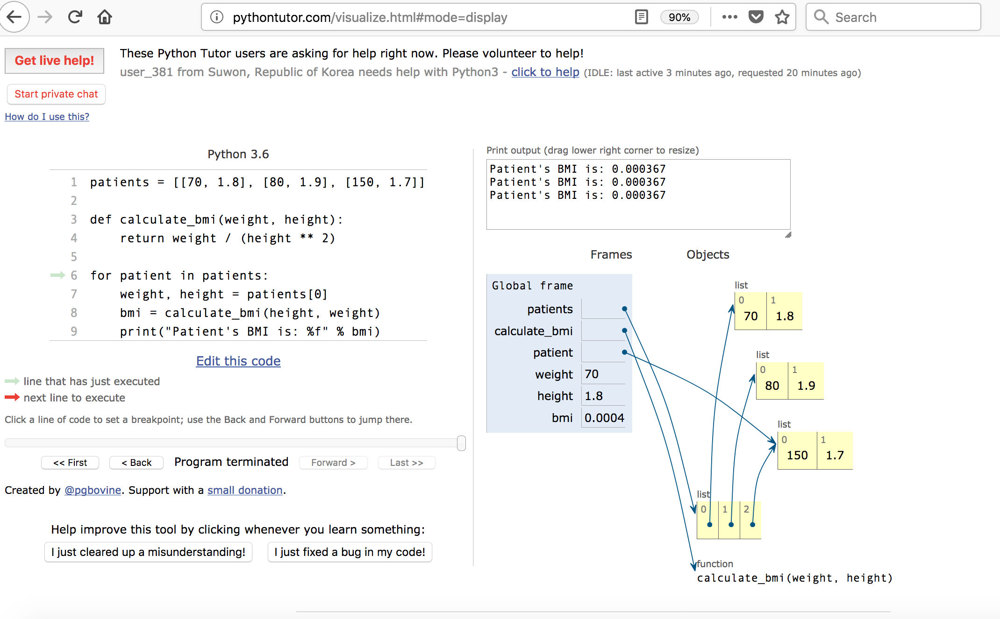 pythontutor.com/visualize.html#mode=display
90%
Search
Get live help!
These Python Tutor users are asking for help right now. Please volunteer to help!
user_381 from Suwon, Republic of Korea needs help with Python3 - click to help (IDLE: last active 3 minutes ago, requested 20 minutes ago)
Start private chat
How do I use this?
Python 3.6
1 patients = [[70, 1.8], [80, 1.9], [150, 1.7]]
2
3 def calculate_bmi(weight, height):
4     return weight / (height ** 2)
5
6 for patient in patients:
7     weight, height = patients[0]
8     bmi = calculate_bmi(height, weight)
9     print("Patient's BMI is: %f" % bmi)
Edit this code
line that has just executed
next line to execute
Click a line of code to set a breakpoint; use the Back and Forward buttons to jump there.
<< First
< Back
Program terminated
Forward >
Last >>
Created by @pgbovine. Support with a small donation.
Help improve this tool by clicking whenever you learn something:
I just cleared up a misunderstanding!
I just fixed a bug in my code!
Print output (drag lower right corner to resize)
Patient's BMI is: 0.000367
Patient's BMI is: 0.000367
Patient's BMI is: 0.000367
Frames
Objects
Global frame
patients
calculate_bmi
patient
weight 70
height 1.8
bmi 0.0004
list
0 1
70 1.8
list
0 1
80 1.9
list
0 1
150 1.7
list
0 1 2
function
calculate_bmi(weight, height)